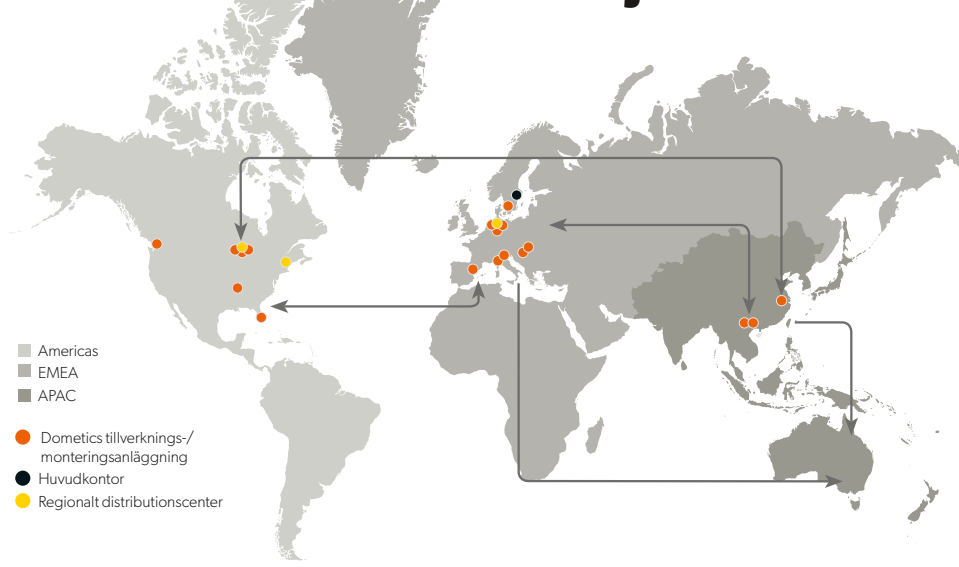 Americas
EMEA
APAC
Dometics tillverknings-/
monteringsanläggning
Huvudkontor
Regionalt distributionscenter